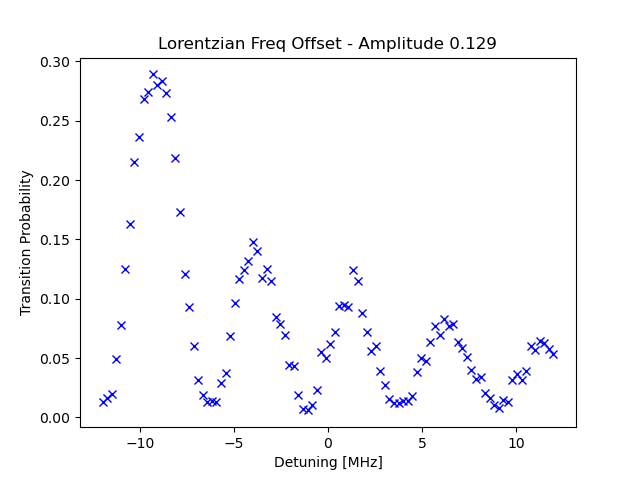 Lorentzian Freq Offset - Amplitude 0.129
Transition Probability
0.30
0.25
0.20
0.15
0.10
0.05
0.00
−10 −5 0 5 10
Detuning [MHz]